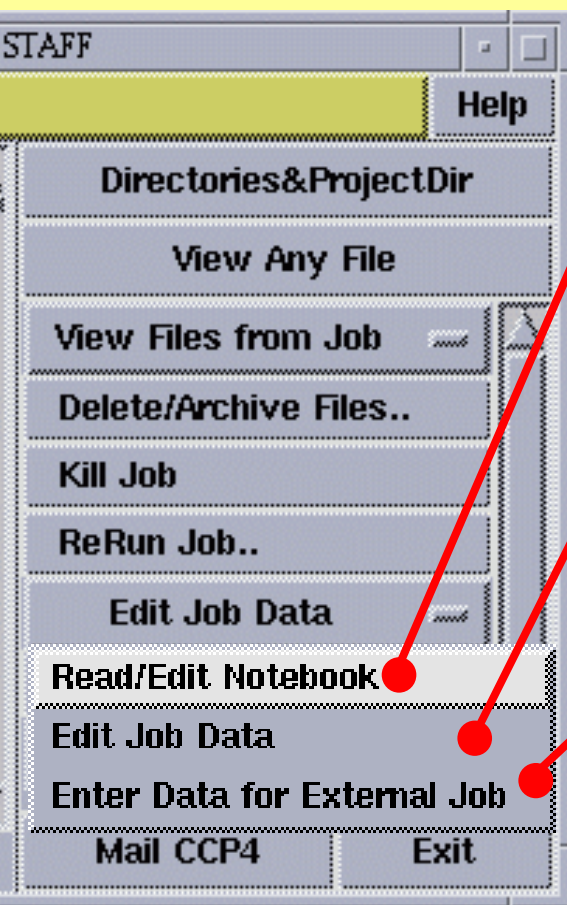 STAFF
Help
Directories&ProjectDir
View Any File
View Files from Job
Delete/Archive Files..
Kill Job
ReRun Job..
Edit Job Data
Read/Edit Notebook
Edit Job Data
Enter Data for External Job
Mail CCP4 Exit